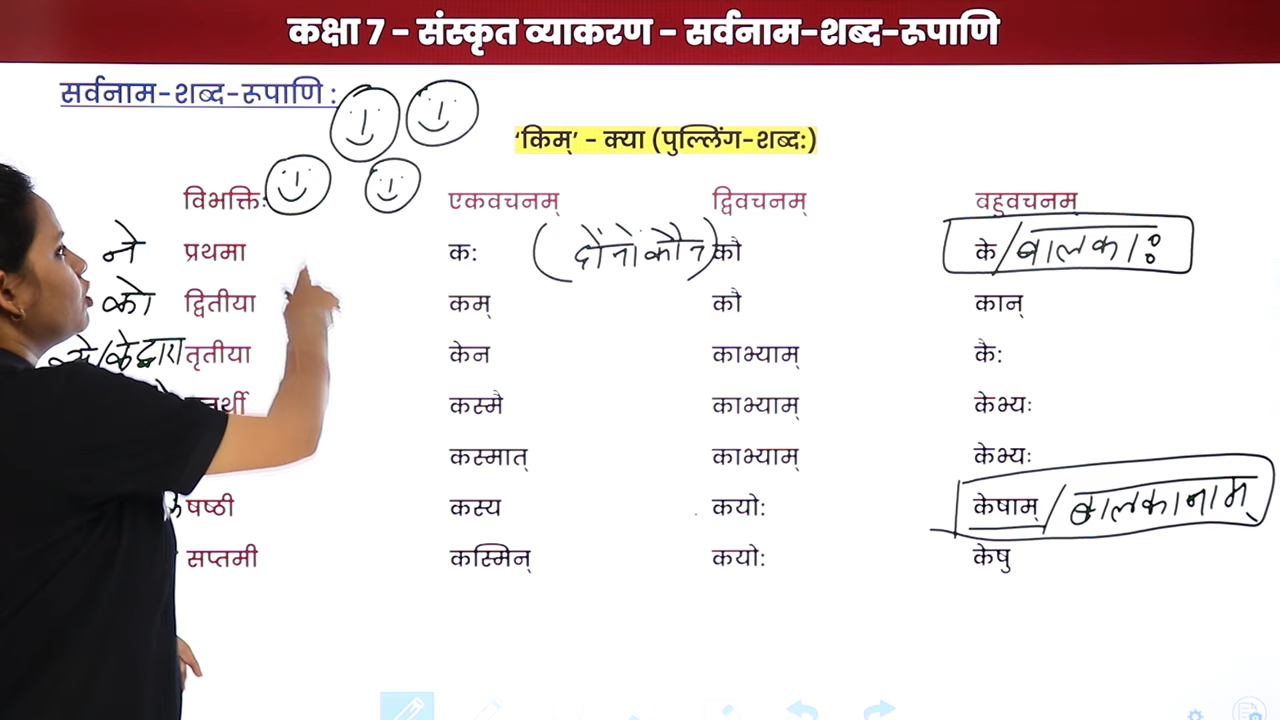 कक्षा 7 - संस्कृत व्याकरण - सर्वनाम-शब्द-रूपाणि
सर्वनाम-शब्द-रूपाणि :
'किम्' - क्या (पुल्लिंग-शब्दः)
विभक्तिः एकवचनम् द्विवचनम् वहुवचनम्
ने प्रथमा कः (दोनों कौन) कौ के/बालकाः
को द्वितीया कम् कौ कान्
से/के द्वारा तृतीया केन काभ्याम् कैः
कस्मै काभ्याम् केभ्यः
कस्मात् काभ्याम् केभ्यः
षष्ठी कस्य कयोः केषाम्/बालकानाम्
सप्तमी कस्मिन् कयोः केषु